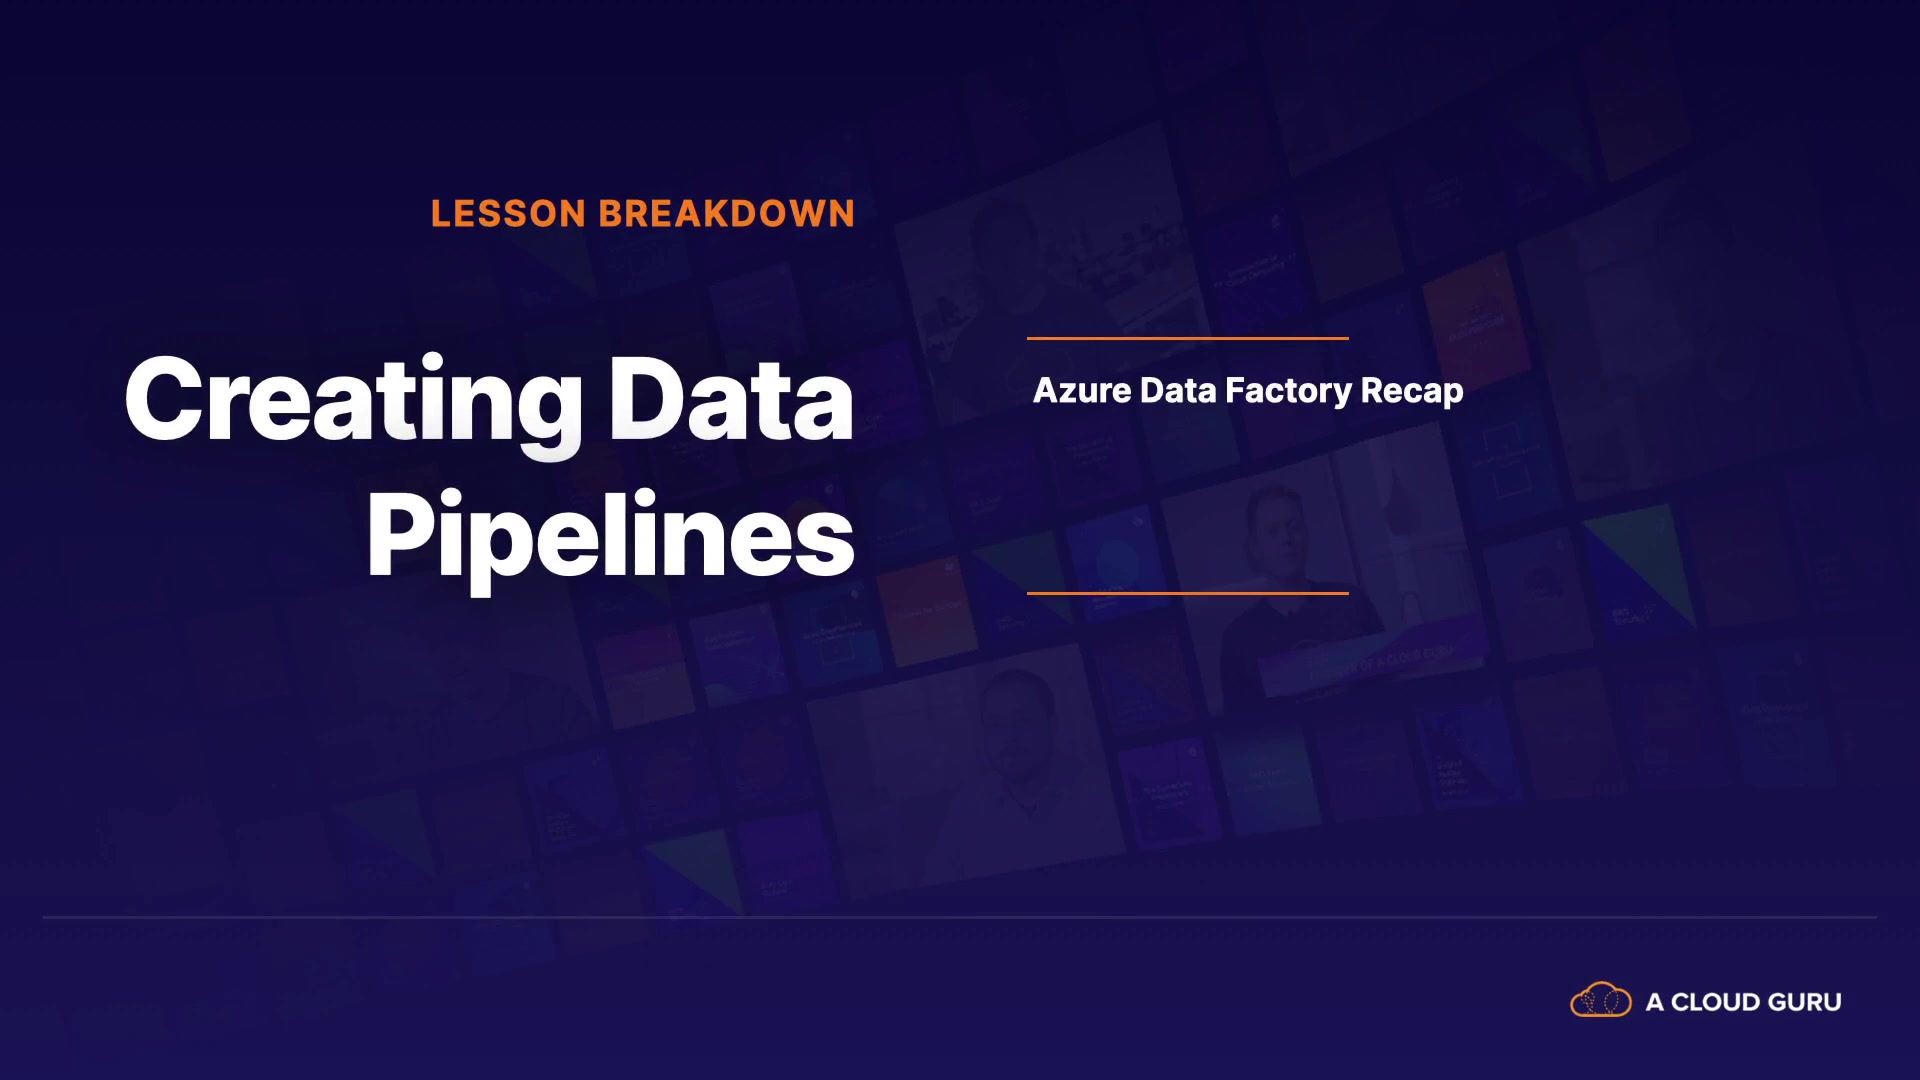 LESSON BREAKDOWN
Creating Data
Pipelines
Azure Data Factory Recap
A CLOUD GURU